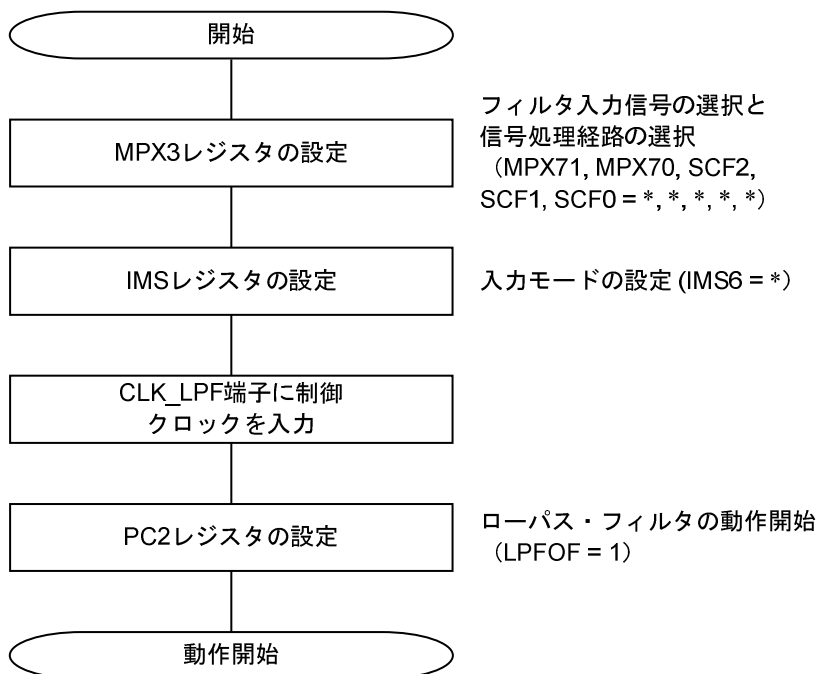 開始
MPX3レジスタの設定
フィルタ入力信号の選択と
信号処理経路の選択
（MPX71, MPX70, SCF2,
SCF1, SCF0 = *, *, *, *, *）
IMSレジスタの設定
入力モードの設定 (IMS6 = *）
CLK_LPF端子に制御
クロックを入力
PC2レジスタの設定
ローパス・フィルタの動作開始
（LPFOF = 1）
動作開始